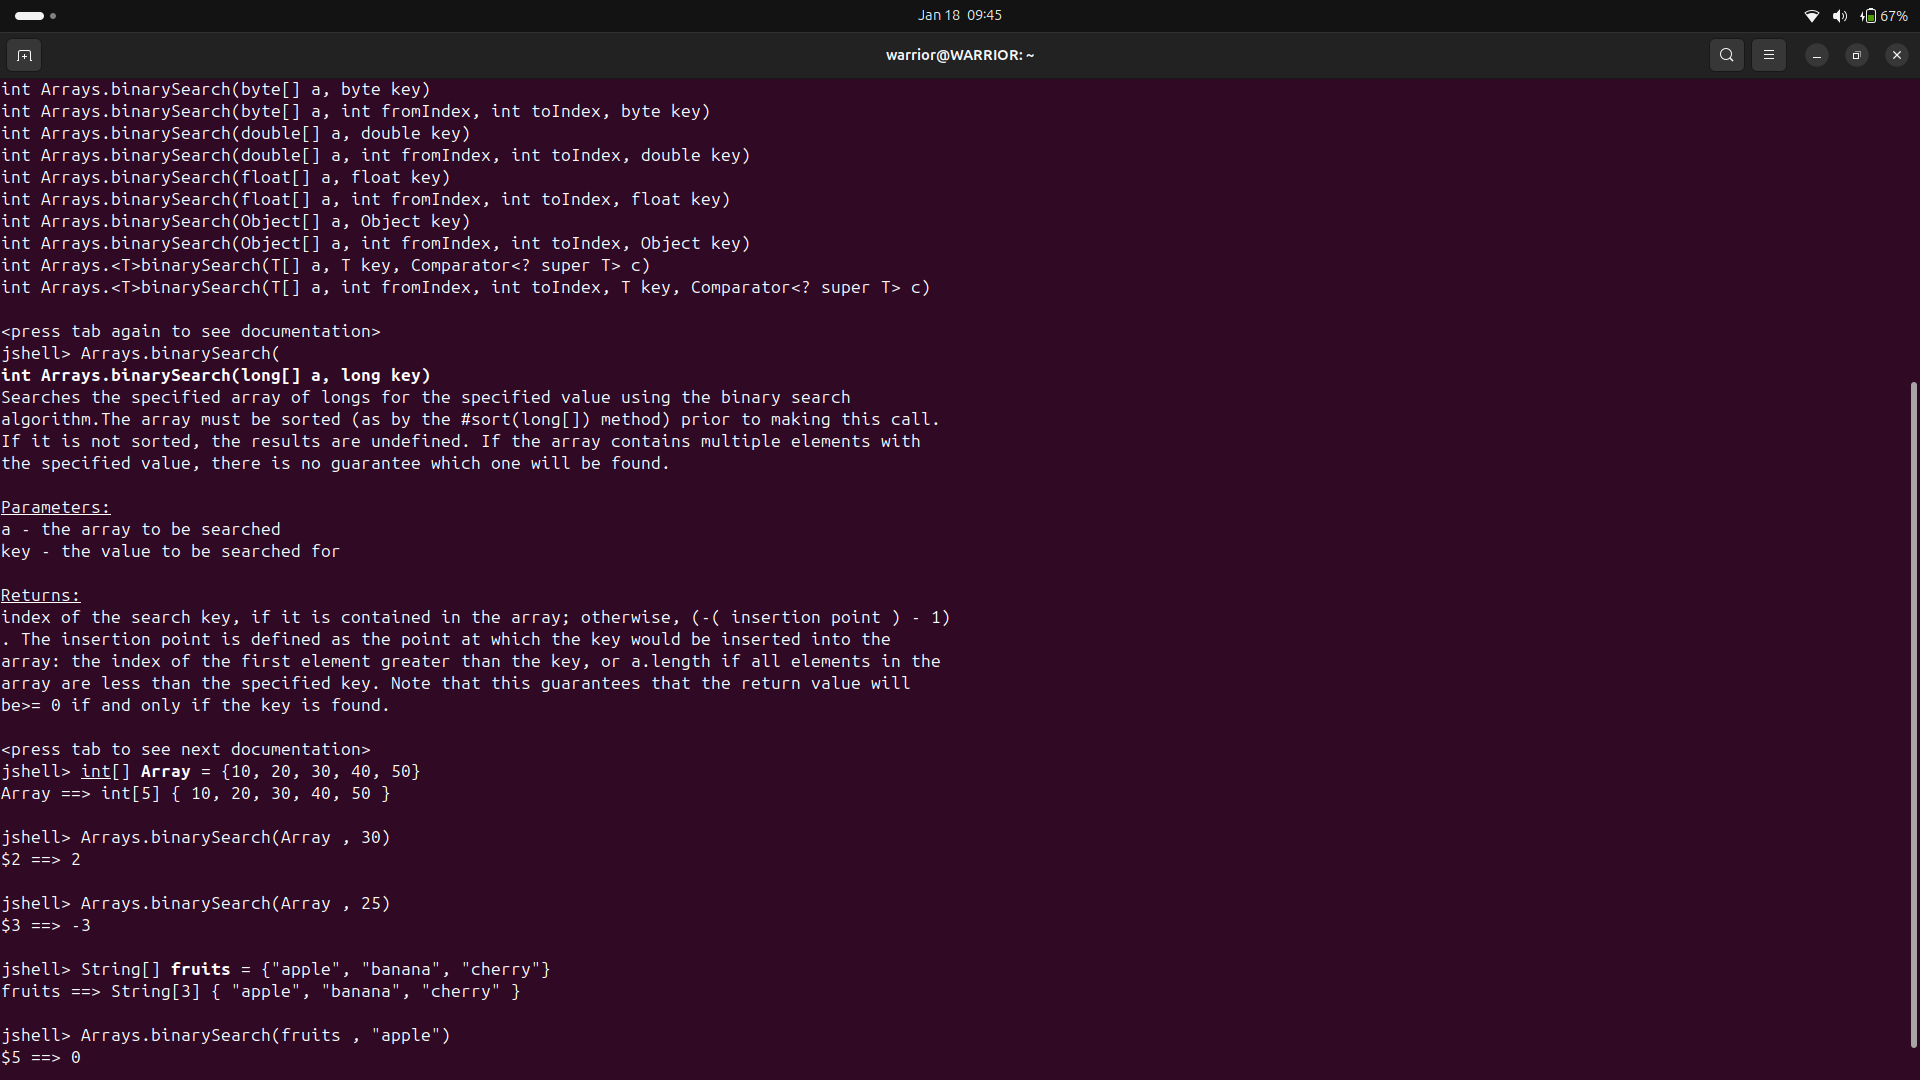 Jan 18 09:45
67%
warrior@WARRIOR: ~
int Arrays.binarySearch(byte[] a, byte key)
int Arrays.binarySearch(byte[] a, int fromIndex, int toIndex, byte key)
int Arrays.binarySearch(double[] a, double key)
int Arrays.binarySearch(double[] a, int fromIndex, int toIndex, double key)
int Arrays.binarySearch(float[] a, float key)
int Arrays.binarySearch(float[] a, int fromIndex, int toIndex, float key)
int Arrays.binarySearch(Object[] a, Object key)
int Arrays.binarySearch(Object[] a, int fromIndex, int toIndex, Object key)
int Arrays.<T>binarySearch(T[] a, T key, Comparator<? super T> c)
int Arrays.<T>binarySearch(T[] a, int fromIndex, int toIndex, T key, Comparator<? super T> c)
<press tab again to see documentation>
jshell> Arrays.binarySearch(
int Arrays.binarySearch(long[] a, long key)
Searches the specified array of longs for the specified value using the binary search
algorithm.The array must be sorted (as by the #sort(long[]) method) prior to making this call.
If it is not sorted, the results are undefined. If the array contains multiple elements with
the specified value, there is no guarantee which one will be found.
Parameters:
a - the array to be searched
key - the value to be searched for
Returns:
index of the search key, if it is contained in the array; otherwise, (-( insertion point ) - 1)
. The insertion point is defined as the point at which the key would be inserted into the
array: the index of the first element greater than the key, or a.length if all elements in the
array are less than the specified key. Note that this guarantees that the return value will
be>= 0 if and only if the key is found.
<press tab to see next documentation>
jshell> int[] Array = {10, 20, 30, 40, 50}
Array ==> int[5] { 10, 20, 30, 40, 50 }
jshell> Arrays.binarySearch(Array , 30)
$2 ==> 2
jshell> Arrays.binarySearch(Array , 25)
$3 ==> -3
jshell> String[] fruits = {"apple", "banana", "cherry"}
fruits ==> String[3] { "apple", "banana", "cherry" }
jshell> Arrays.binarySearch(fruits , "apple")
$5 ==> 0